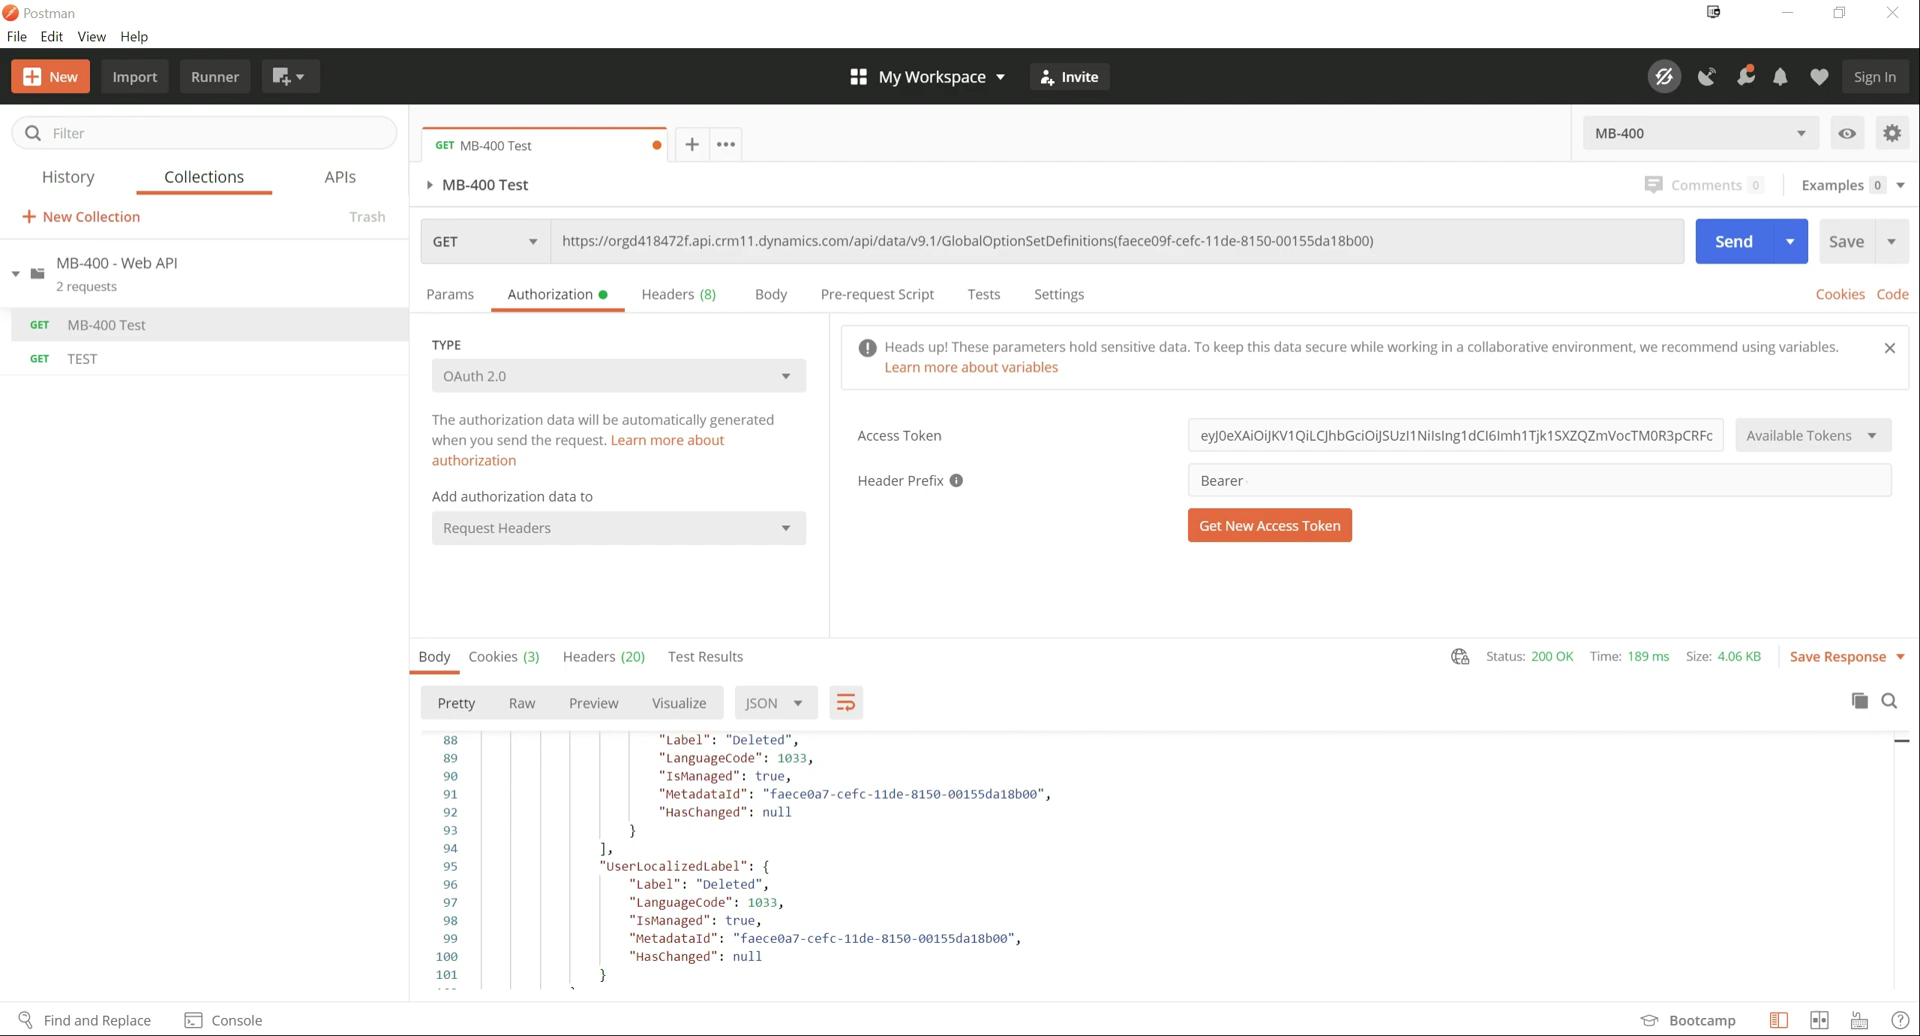 Postman
File Edit View Help
New Import Runner My Workspace Invite Sign In
Filter
History Collections APIs
+ New Collection Trash
MB-400 - Web API
2 requests
GET MB-400 Test
GET TEST
GET MB-400 Test
MB-400
MB-400 Test
Comments 0 Examples 0
GET https://orgd418472f.api.crm11.dynamics.com/api/data/v9.1/GlobalOptionSetDefinitions(faece09f-cefc-11de-8150-00155da18b00) Send Save
Params Authorization Headers (8) Body Pre-request Script Tests Settings Cookies Code
TYPE
OAuth 2.0
The authorization data will be automatically generated
when you send the request. Learn more about
authorization
Add authorization data to
Request Headers
Heads up! These parameters hold sensitive data. To keep this data secure while working in a collaborative environment, we recommend using variables.
Learn more about variables
Access Token eyJ0eXAiOiJKV1QiLCJhbGciOiJSUzI1NiIsIng1dCI6Imh1Tjk1SXZQZmVocTM0R3pCRFc Available Tokens
Header Prefix Bearer
Get New Access Token
Body Cookies (3) Headers (20) Test Results Status: 200 OK Time: 189 ms Size: 4.06 KB Save Response
Pretty Raw Preview Visualize JSON
88 "Label": "Deleted",
89 "LanguageCode": 1033,
90 "IsManaged": true,
91 "MetadataId": "faece0a7-cefc-11de-8150-00155da18b00",
92 "HasChanged": null
93 }
94 ],
95 "UserLocalizedLabel": {
96 "Label": "Deleted",
97 "LanguageCode": 1033,
98 "IsManaged": true,
99 "MetadataId": "faece0a7-cefc-11de-8150-00155da18b00",
100 "HasChanged": null
101 }
Find and Replace Console Bootcamp